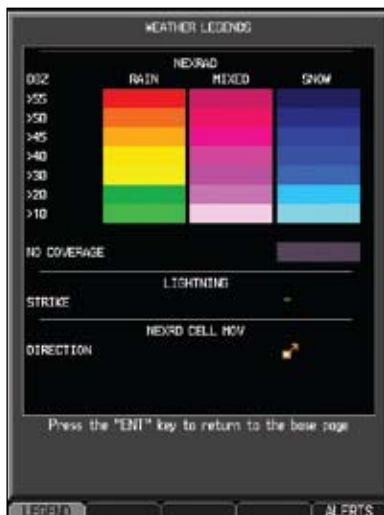 WEATHER LEGENDS
NEXRAD
DBZ RAIN MIXED SNOW
>55
>50
>45
>40
>30
>20
>10
NO COVERAGE
LIGHTNING
STRIKE
NEXRD CELL MOV
DIRECTION
Press the "ENT" key to return to the base page
LEGEND ALERTS